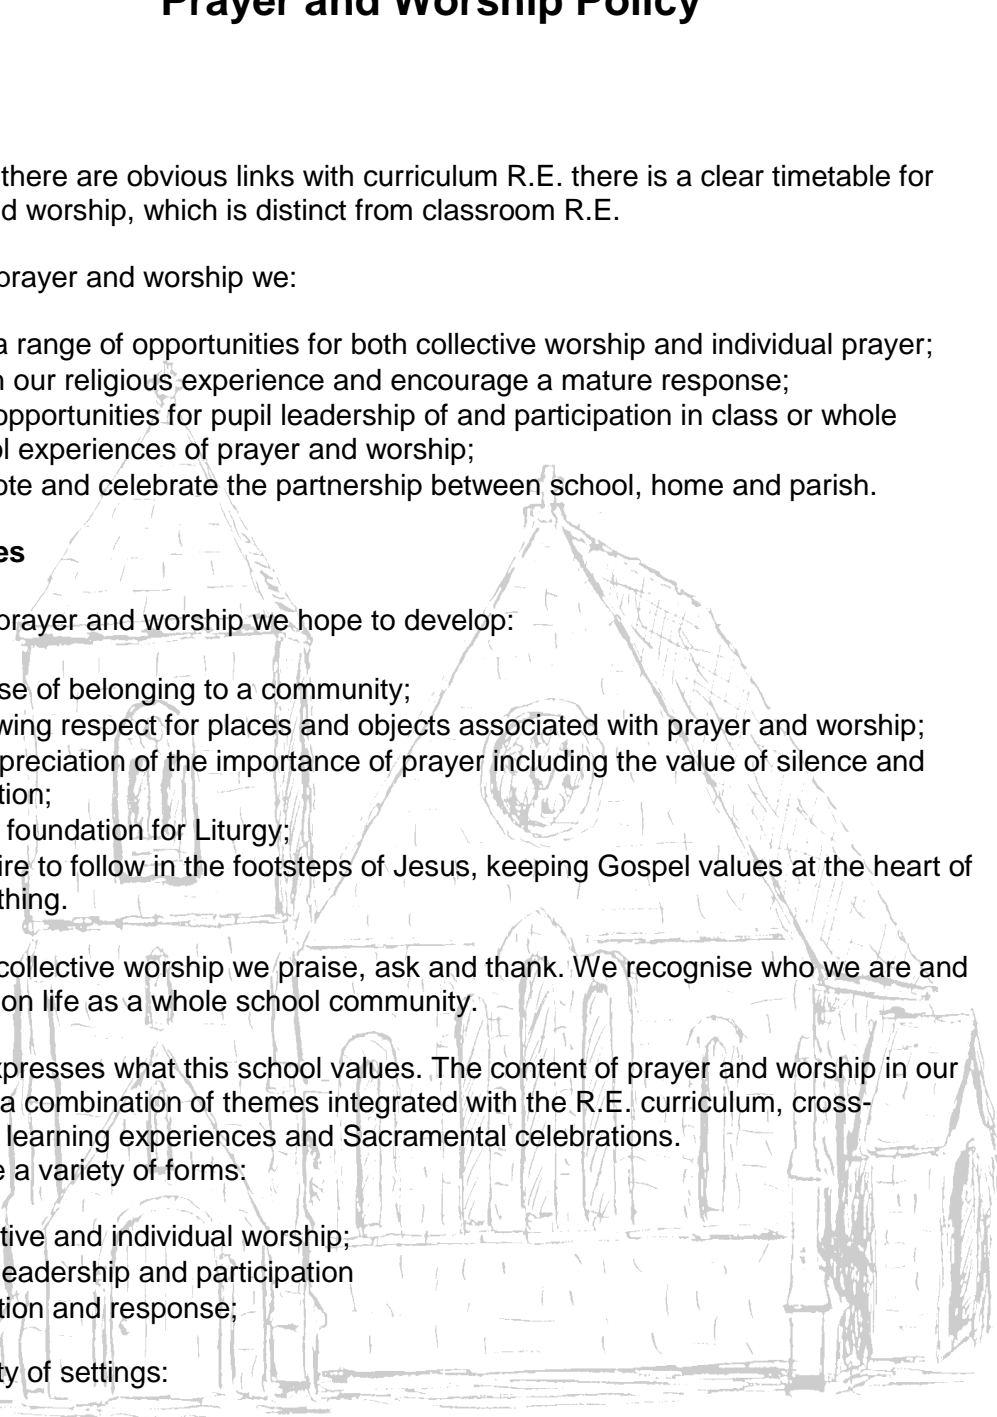 Prayer and Worship Policy
there are obvious links with curriculum R.E. there is a clear timetable for
d worship, which is distinct from classroom R.E.
prayer and worship we:
a range of opportunities for both collective worship and individual prayer;
n our religious experience and encourage a mature response;
opportunities for pupil leadership of and participation in class or whole
ol experiences of prayer and worship;
ote and celebrate the partnership between school, home and parish.
es
prayer and worship we hope to develop:
se of belonging to a community;
wing respect for places and objects associated with prayer and worship;
preciation of the importance of prayer including the value of silence and
tion;
foundation for Liturgy;
ire to follow in the footsteps of Jesus, keeping Gospel values at the heart of
thing.
collective worship we praise, ask and thank. We recognise who we are and
on life as a whole school community.
xpresses what this school values. The content of prayer and worship in our
a combination of themes integrated with the R.E. curriculum, cross-
learning experiences and Sacramental celebrations.
e a variety of forms:
tive and individual worship;
leadership and participation
tion and response;
ty of settings: